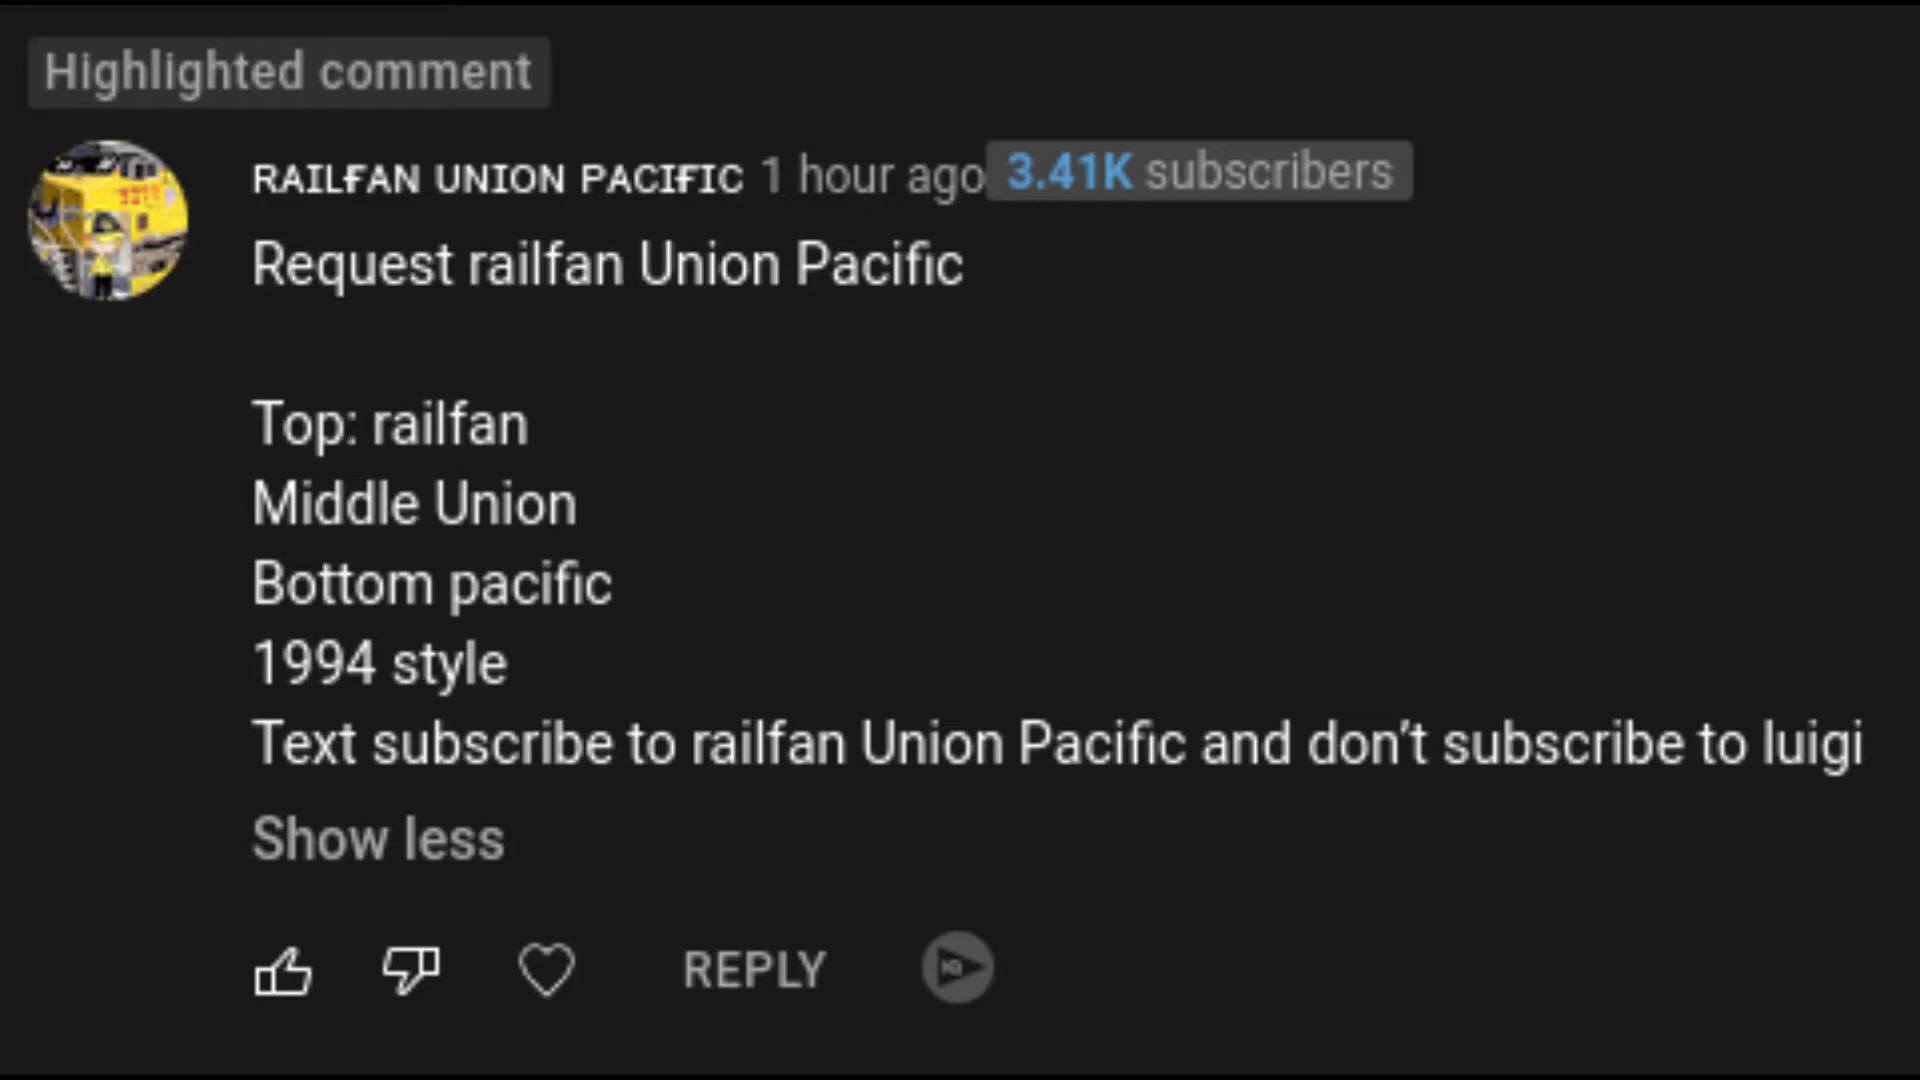 Highlighted comment
RAILFAN UNION PACIFIC 1 hour ago 3.41K subscribers
Request railfan Union Pacific
Top: railfan
Middle Union
Bottom pacific
1994 style
Text subscribe to railfan Union Pacific and don't subscribe to luigi
Show less
REPLY